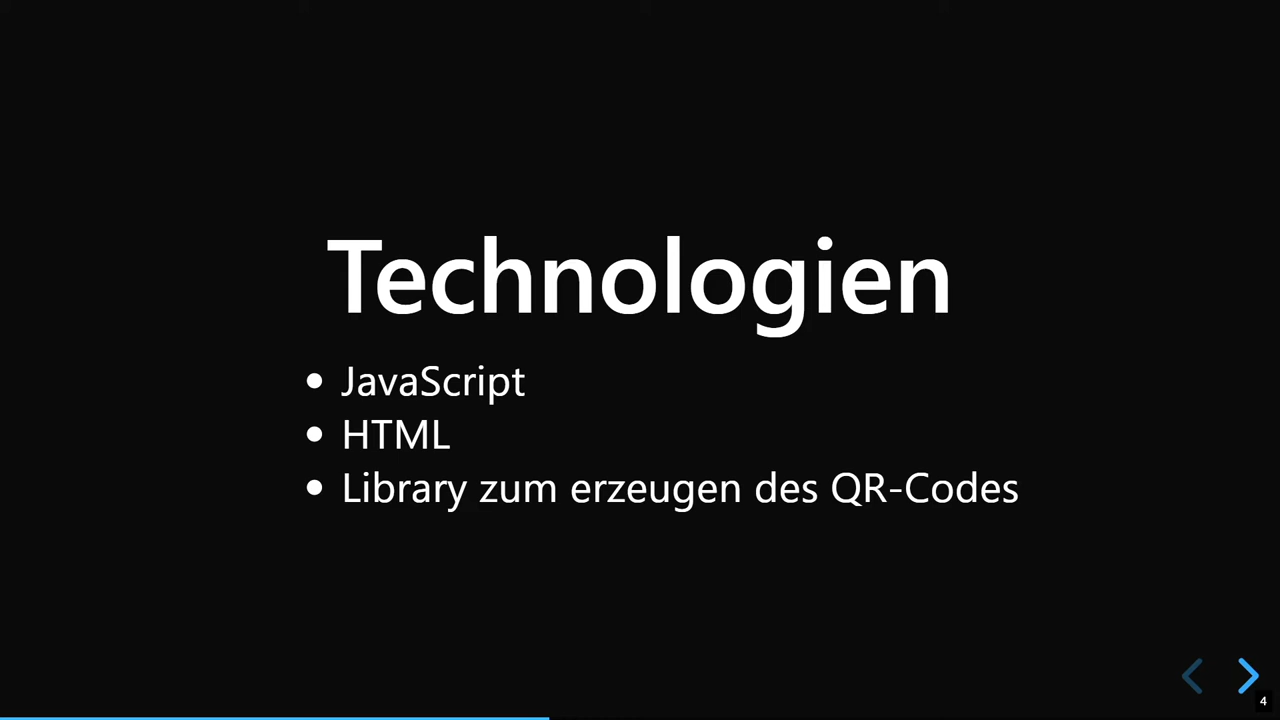 Technologien
• JavaScript
• HTML
• Library zum erzeugen des QR-Codes
4